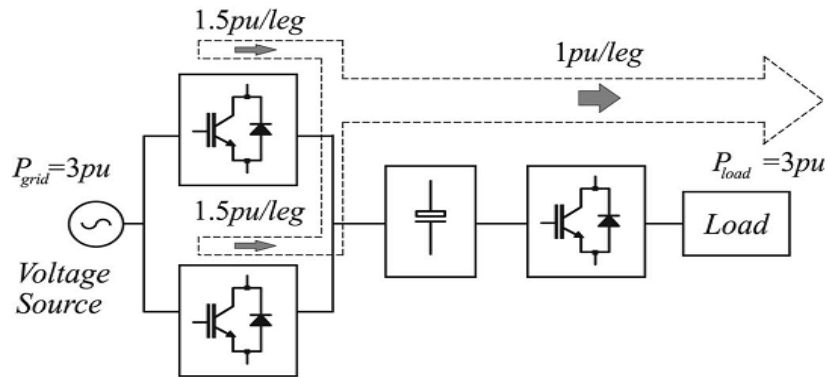 1.5pu/leg
1pu/leg
P_grid=3pu
P_load =3pu
1.5pu/leg
Load
Voltage
Source